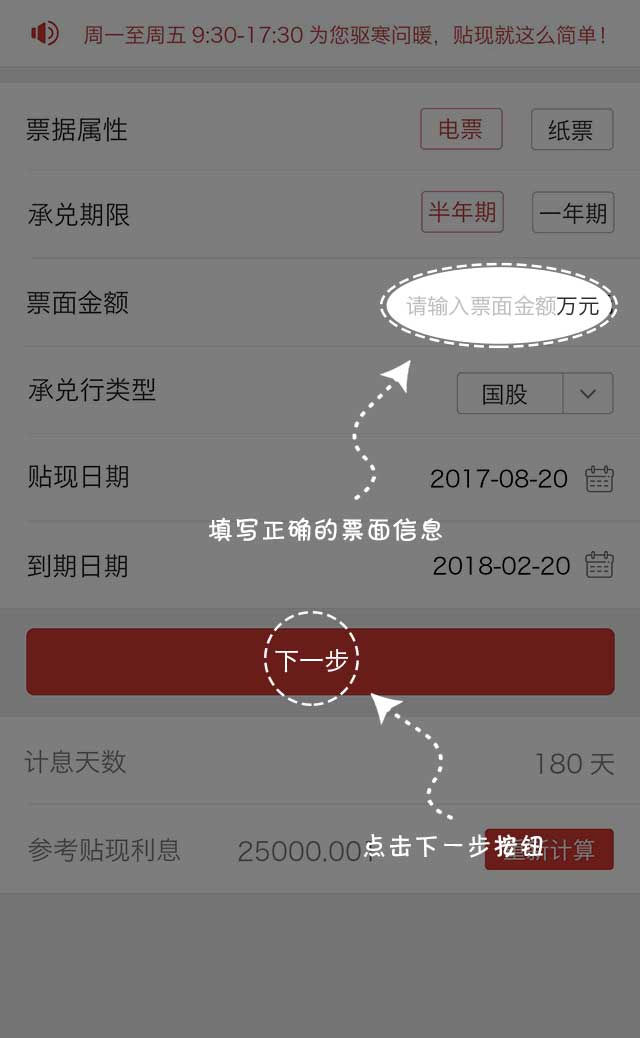 周一至周五 9:30-17:30 为您驱寒问暖，贴现就这么简单！
票据属性 电票 纸票
承兑期限 半年期 一年期
票面金额 请输入票面金额万元
承兑行类型 国股
贴现日期 2017-08-20
填写正确的票面信息
到期日期 2018-02-20
下一步
计息天数 180 天
点击下一步按钮
参考贴现利息 25000.00 重新计算